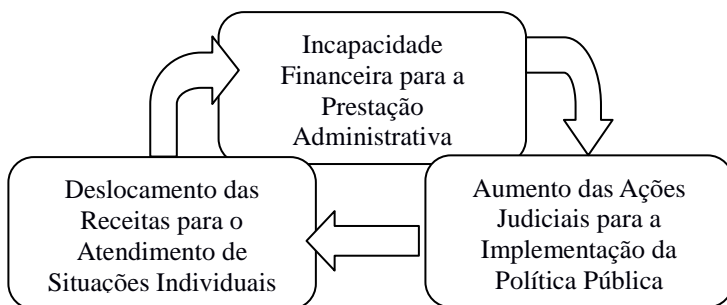 Incapacidade
Financeira para a
Prestação
Administrativa
Aumento das Ações
Judiciais para a
Implementação da
Política Pública
Deslocamento das
Receitas para o
Atendimento de
Situações Individuais